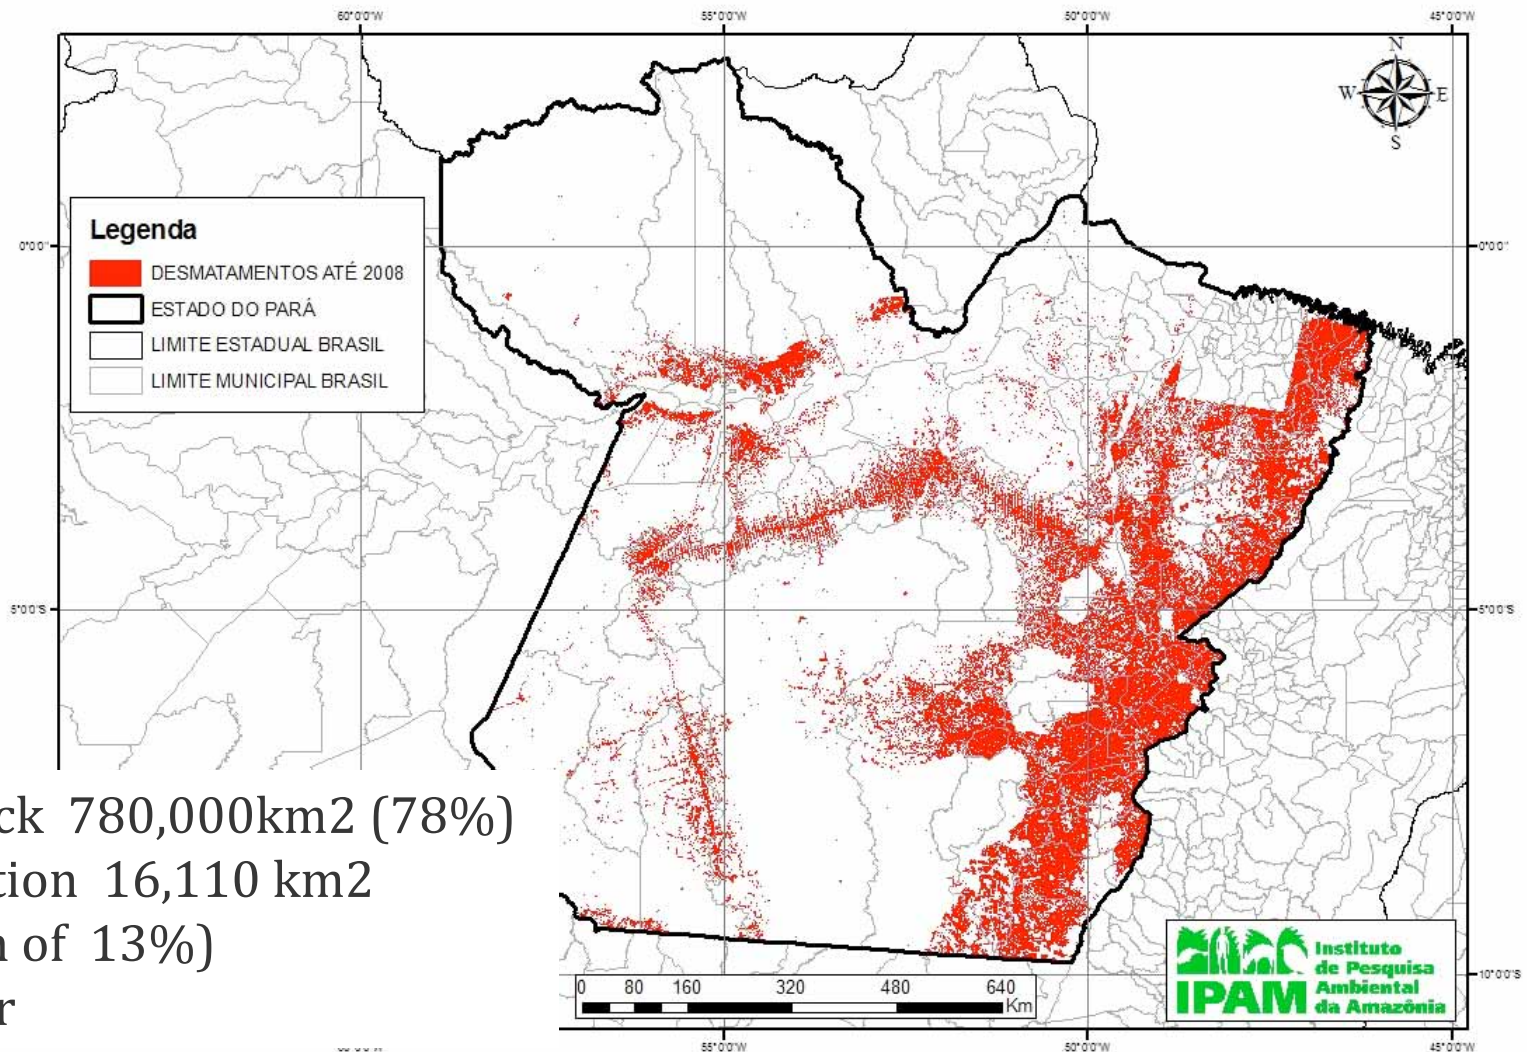 60°0'0"W
55°0'0"W
50°0'0"W
45°0'0"W
N
W E
S
Legenda
DESMATAMENTOS ATÉ 2008
ESTADO DO PARÁ
LIMITE ESTADUAL BRASIL
LIMITE MUNICIPAL BRASIL
0°0'0"
0°0'0"
5°0'0"S
5°0'0"S
ck 780,000km2 (78%)
tion 16,110 km2
n of 13%)
r
0 80 160 320 480 640
Km
Instituto
de Pesquisa
Ambiental
da Amazônia
IPAM
10°0'0"S
55°0'0"W
50°0'0"W
45°0'0"W